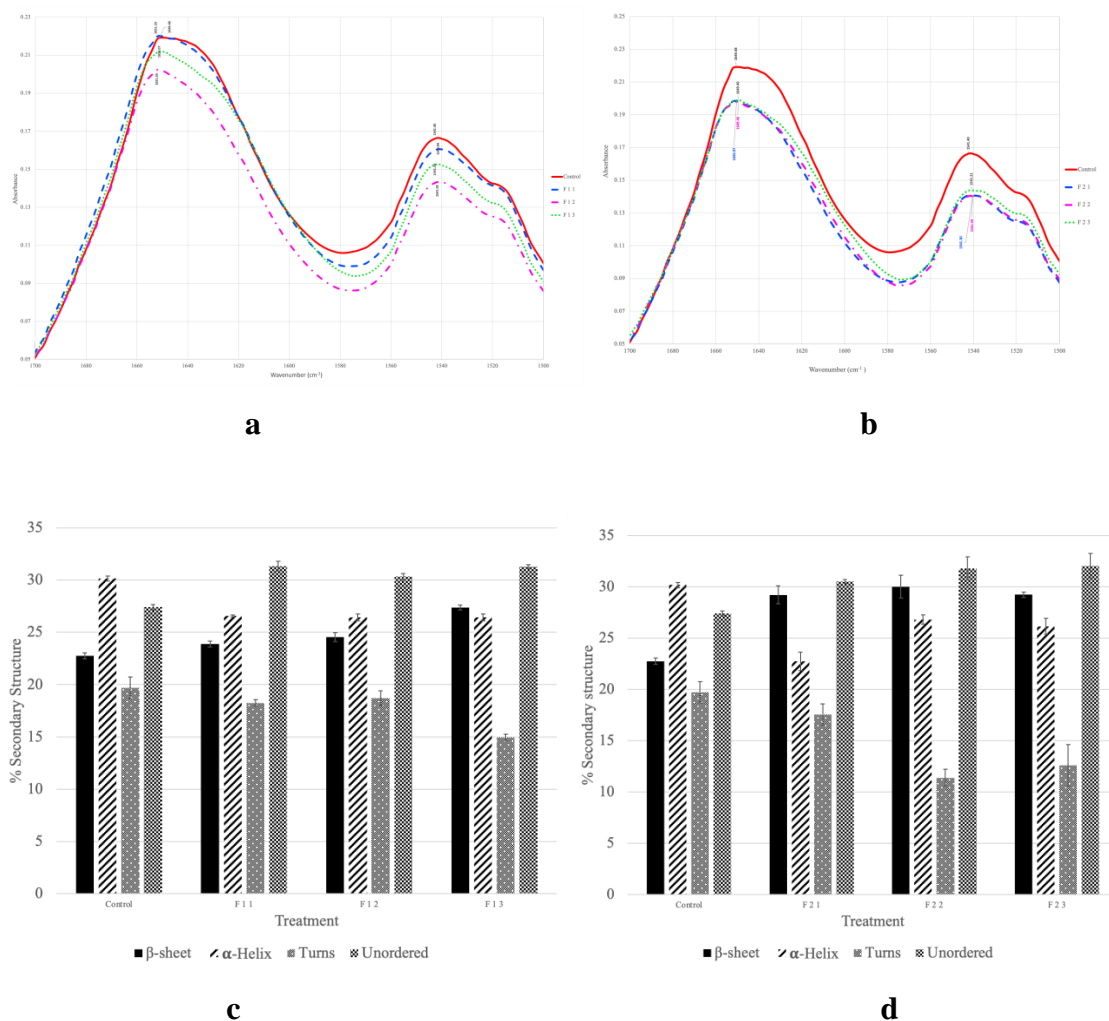 0.23
0.21
0.19
0.17
0.15
0.13
0.11
0.09
0.07
0.05
Absorbance
1700 1680 1660 1640 1620 1600 1580 1560 1540 1520 1500
Wavenumber (cm⁻¹)
Control
F 1 1
F 1 2
F 1 3
a
0.25
0.23
0.21
0.19
0.17
0.15
0.13
0.11
0.09
0.07
0.05
Absorbance
1700 1680 1660 1640 1620 1600 1580 1560 1540 1520 1500
Wavenumber (cm⁻¹)
Control
F 2 1
F 2 2
F 2 3
b
35
30
25
20
15
10
5
0
% Secondary Structure
Control F 1 1 F 1 2 F 1 3
Treatment
β-sheet α-Helix Turns Unordered
c
35
30
25
20
15
10
5
0
% Secondary structure
Control F 2 1 F 2 2 F 2 3
Treatment
β-sheet α-Helix Turns Unordered
d